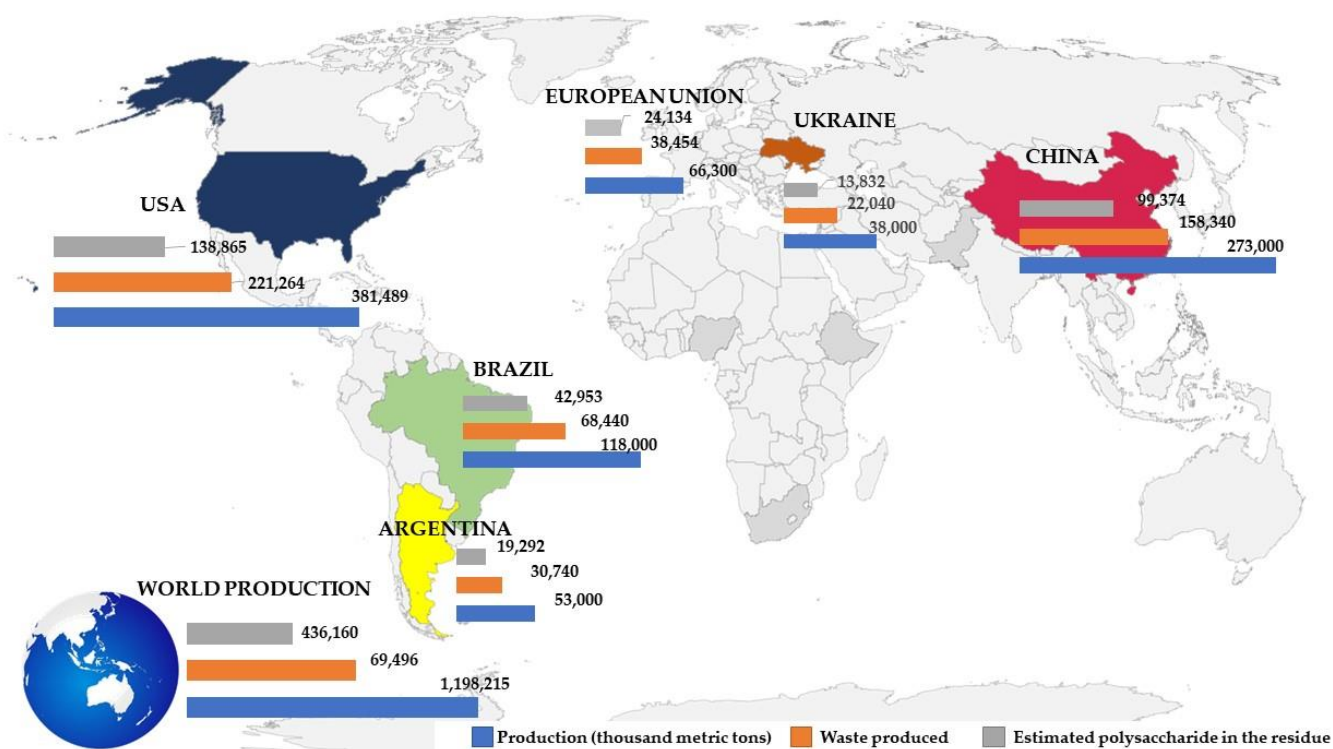 EUROPEAN UNION
24,134
38,454
66,300
UKRAINE
13,832
22,040
38,000
CHINA
99,374
158,340
273,000
USA
138,865
221,264
381,489
BRAZIL
42,953
68,440
118,000
ARGENTINA
19,292
30,740
53,000
WORLD PRODUCTION
436,160
69,496
1,198,215
Production (thousand metric tons) Waste produced Estimated polysaccharide in the residue